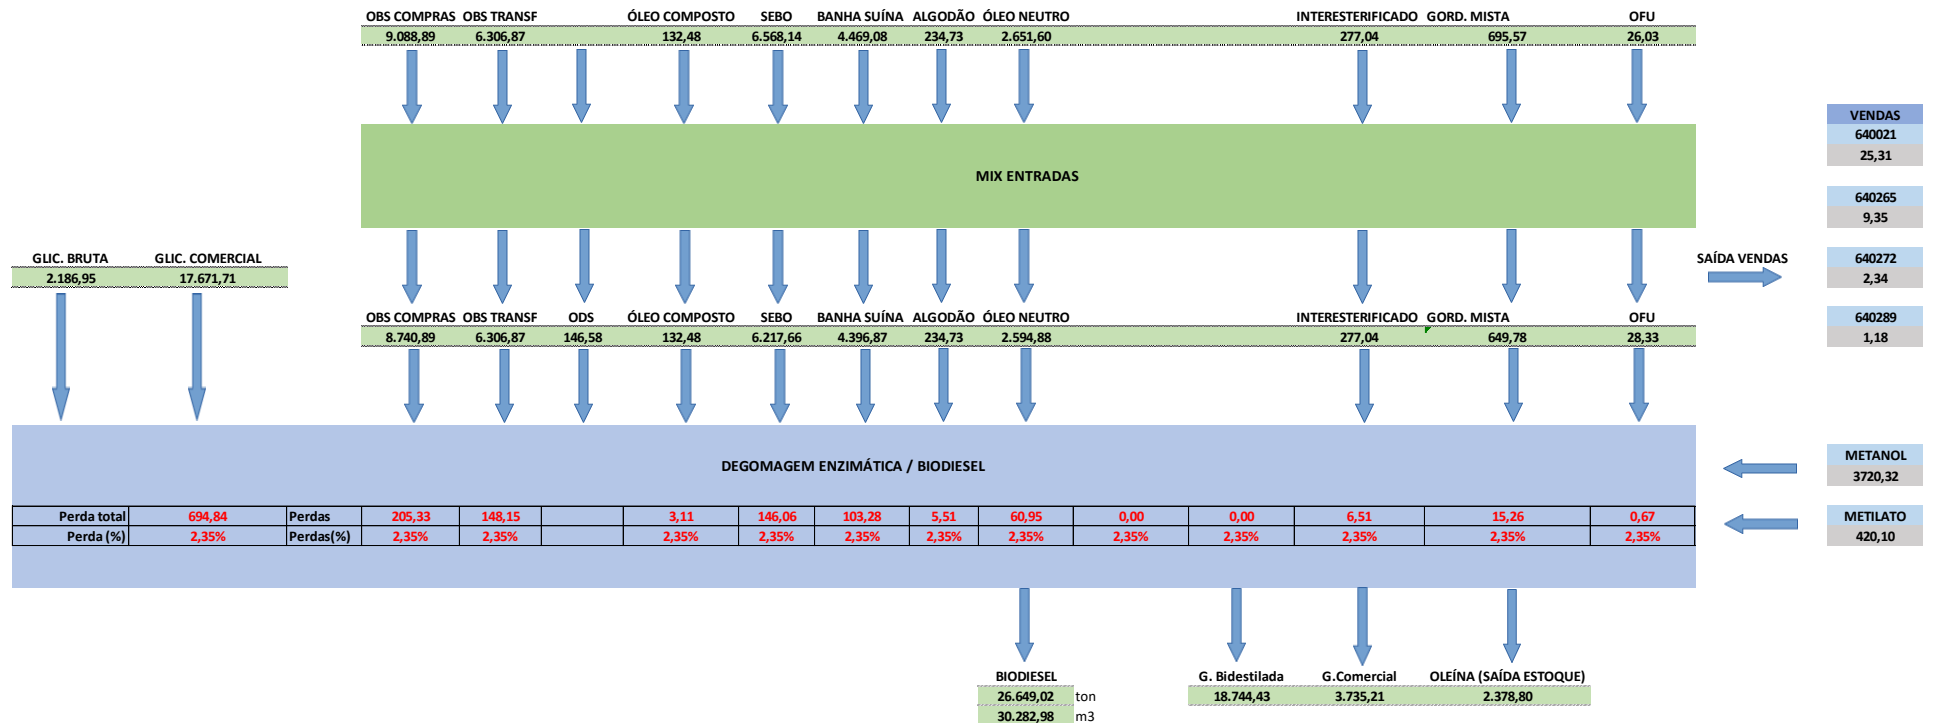 OBS COMPRAS OBS TRANSF ÓLEO COMPOSTO SEBO BANHA SUÍNA ALGODÃO ÓLEO NEUTRO INTERESTERIFICADO GORD. MISTA OFU
9.088,89 6.306,87 132,48 6.568,14 4.469,08 234,73 2.651,60 277,04 695,57 26,03
VENDAS
640021
25,31
MIX ENTRADAS
640265
9,35
GLIC. BRUTA GLIC. COMERCIAL SAÍDA VENDAS 640272
2.186,95 17.671,71 2,34
OBS COMPRAS OBS TRANSF ODS ÓLEO COMPOSTO SEBO BANHA SUÍNA ALGODÃO ÓLEO NEUTRO INTERESTERIFICADO GORD. MISTA OFU 640289
8.740,89 6.306,87 146,58 132,48 6.217,66 4.396,87 234,73 2.594,88 277,04 649,78 28,33 1,18
DEGOMAGEM ENZIMÁTICA / BIODIESEL METANOL
3720,32
Perda total 694,84 Perdas 205,33 148,15 3,11 146,06 103,28 5,51 60,95 0,00 0,00 6,51 15,26 0,67 METILATO
Perda (%) 2,35% Perdas(%) 2,35% 2,35% 2,35% 2,35% 2,35% 2,35% 2,35% 2,35% 2,35% 2,35% 2,35% 2,35% 420,10
BIODIESEL G. Bidestilada G.Comercial OLEÍNA (SAÍDA ESTOQUE)
26.649,02 ton 18.744,43 3.735,21 2.378,80
30.282,98 m3